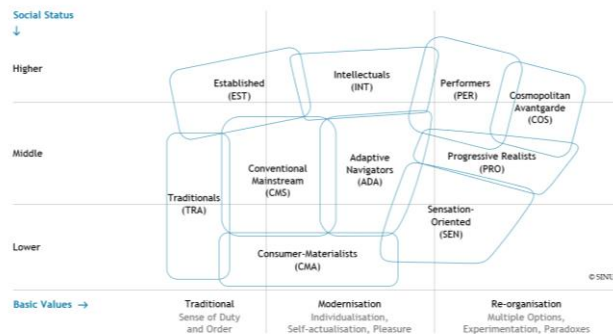 Social Status
↓
Higher
Established
(EST)
Intellectuals
(INT)
Performers
(PER)
Cosmopolitan
Avantgarde
(COS)
Middle
Traditionals
(TRA)
Conventional
Mainstream
(CMS)
Adaptive
Navigators
(ADA)
Progressive Realists
(PRO)
Sensation-
Oriented
(SEN)
Lower
Consumer-Materialists
(CMA)
© SINU
Basic Values →
Traditional
Sense of Duty
and Order
Modernisation
Individualisation,
Self-actualisation, Pleasure
Re-organisation
Multiple Options,
Experimentation, Paradoxes